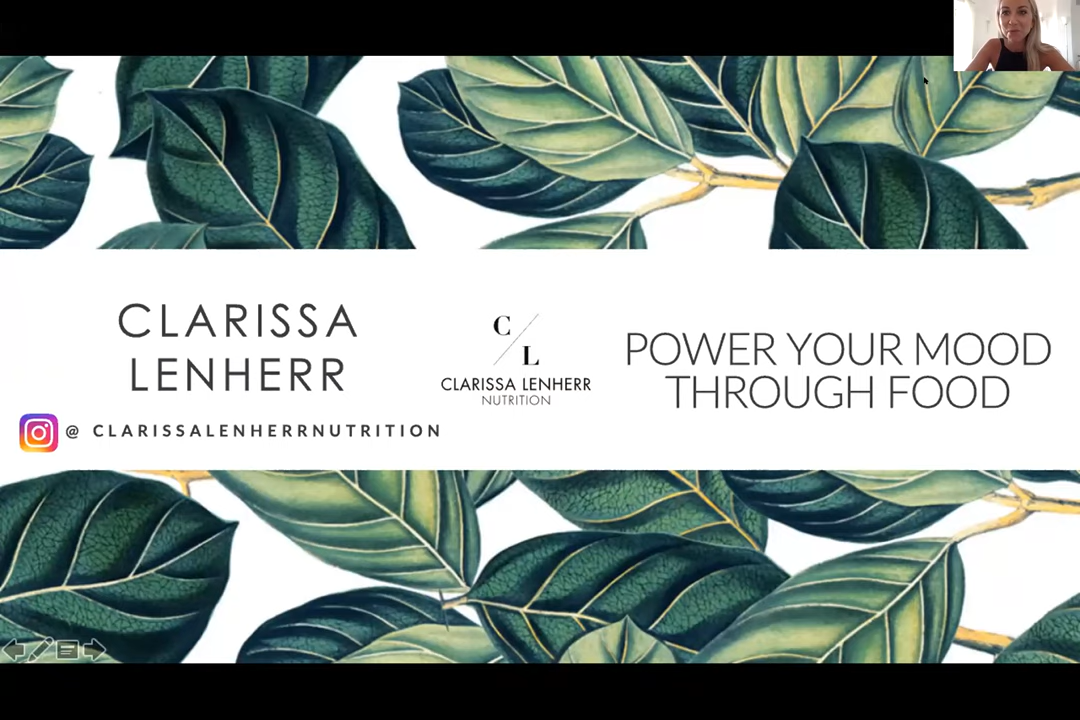 CLARISSA
LENHERR
@ CLARISSALENHERRNUTRITION
C
L
CLARISSA LENHERR
NUTRITION
POWER YOUR MOOD
THROUGH FOOD